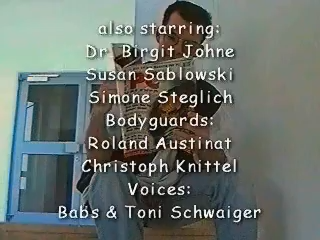 also starring:
Dr. Birgit Johne
Susan Sablowski
Simone Steglich
Bodyguards:
Roland Austinat
Christoph Knittel
Voices:
Babs & Toni Schwaiger